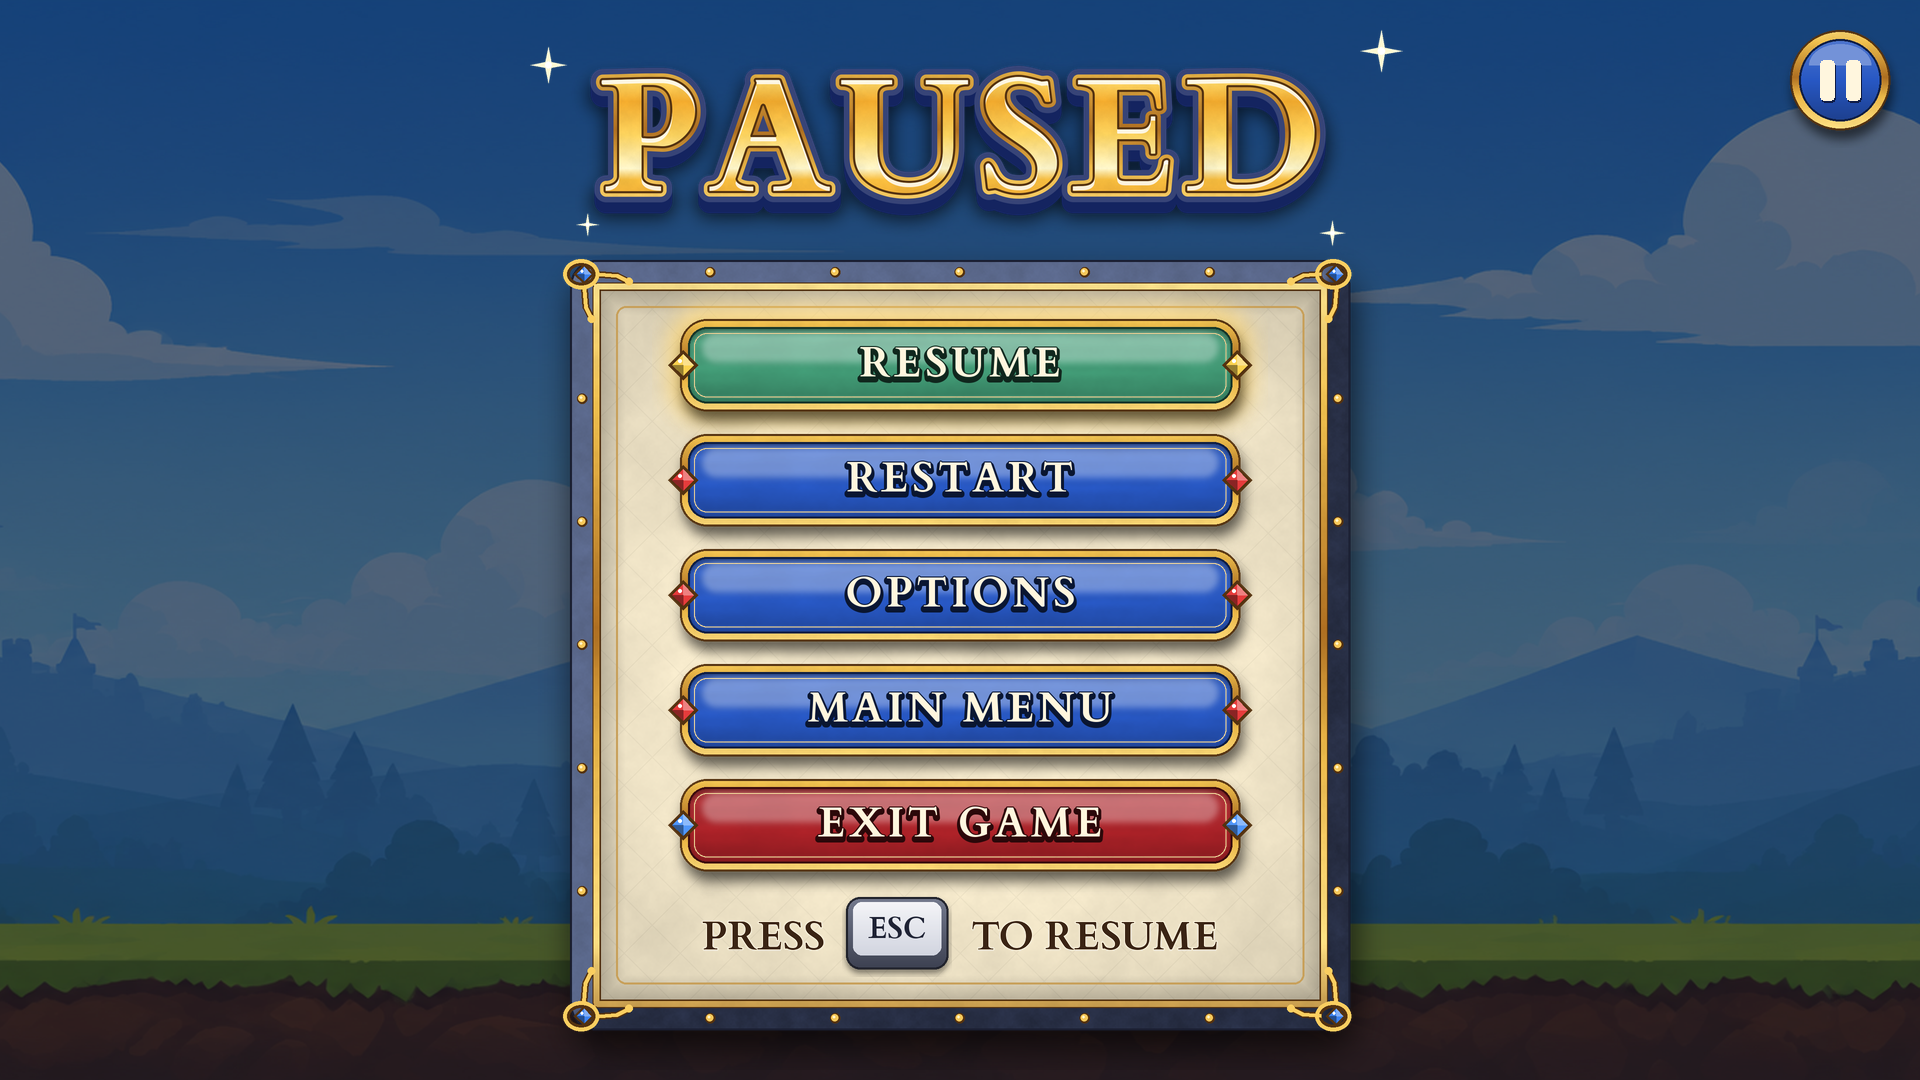 PAUSED
RESUME
RESTART
OPTIONS
MAIN MENU
EXIT GAME
PRESS ESC TO RESUME